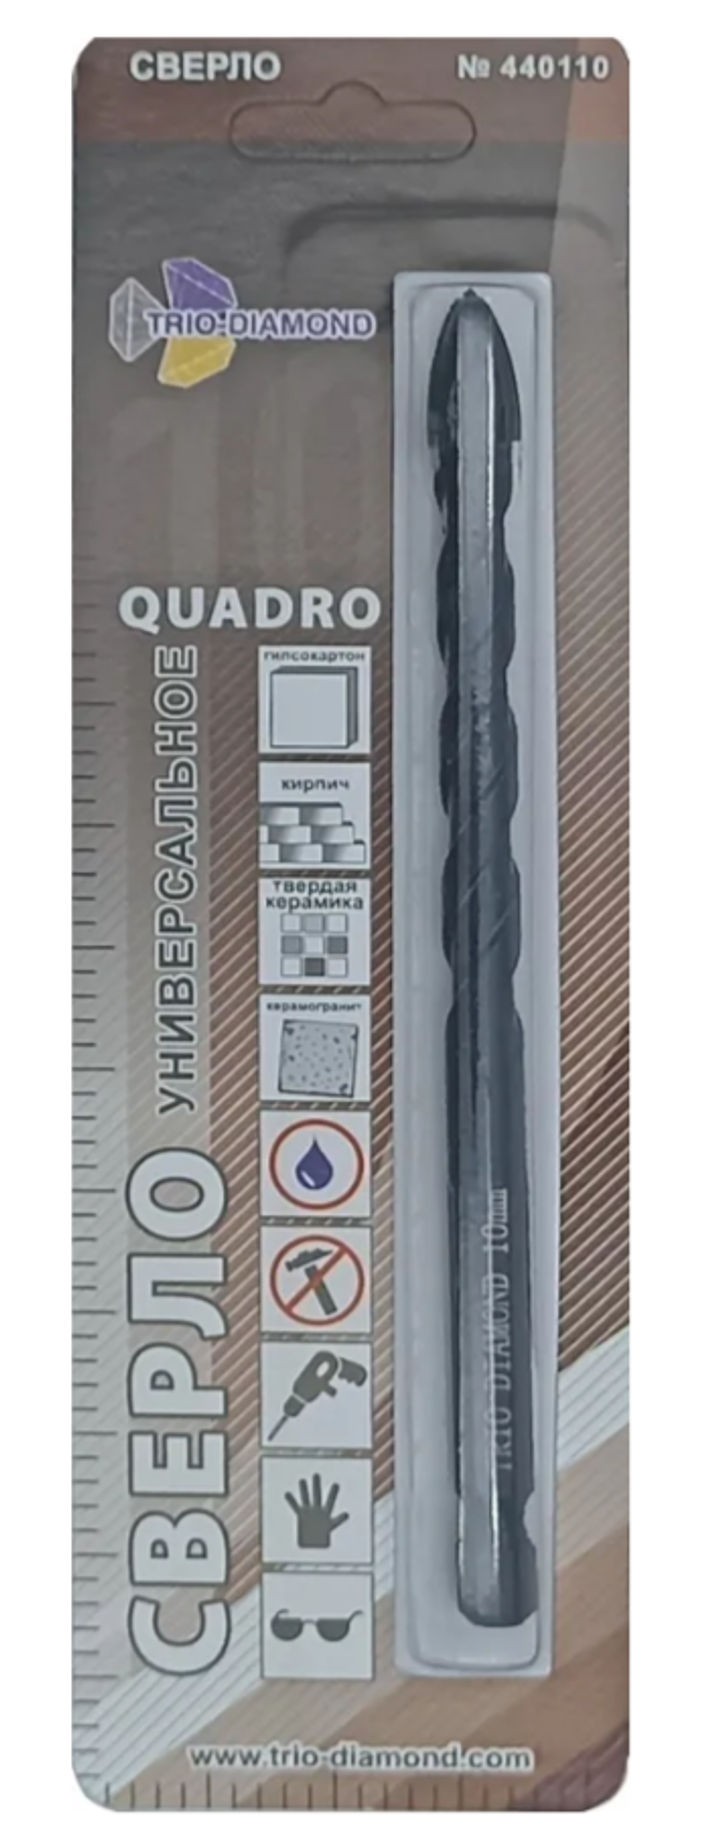 СВЕРЛО
№ 440110
TRIO-DIAMOND
QUADRO
СВЕРЛО УНИВЕРСАЛЬНОЕ
гипсокартон
кирпич
твердая
керамика
керамогранит
TRIO DIAMOND 10mm
www.trio-diamond.com